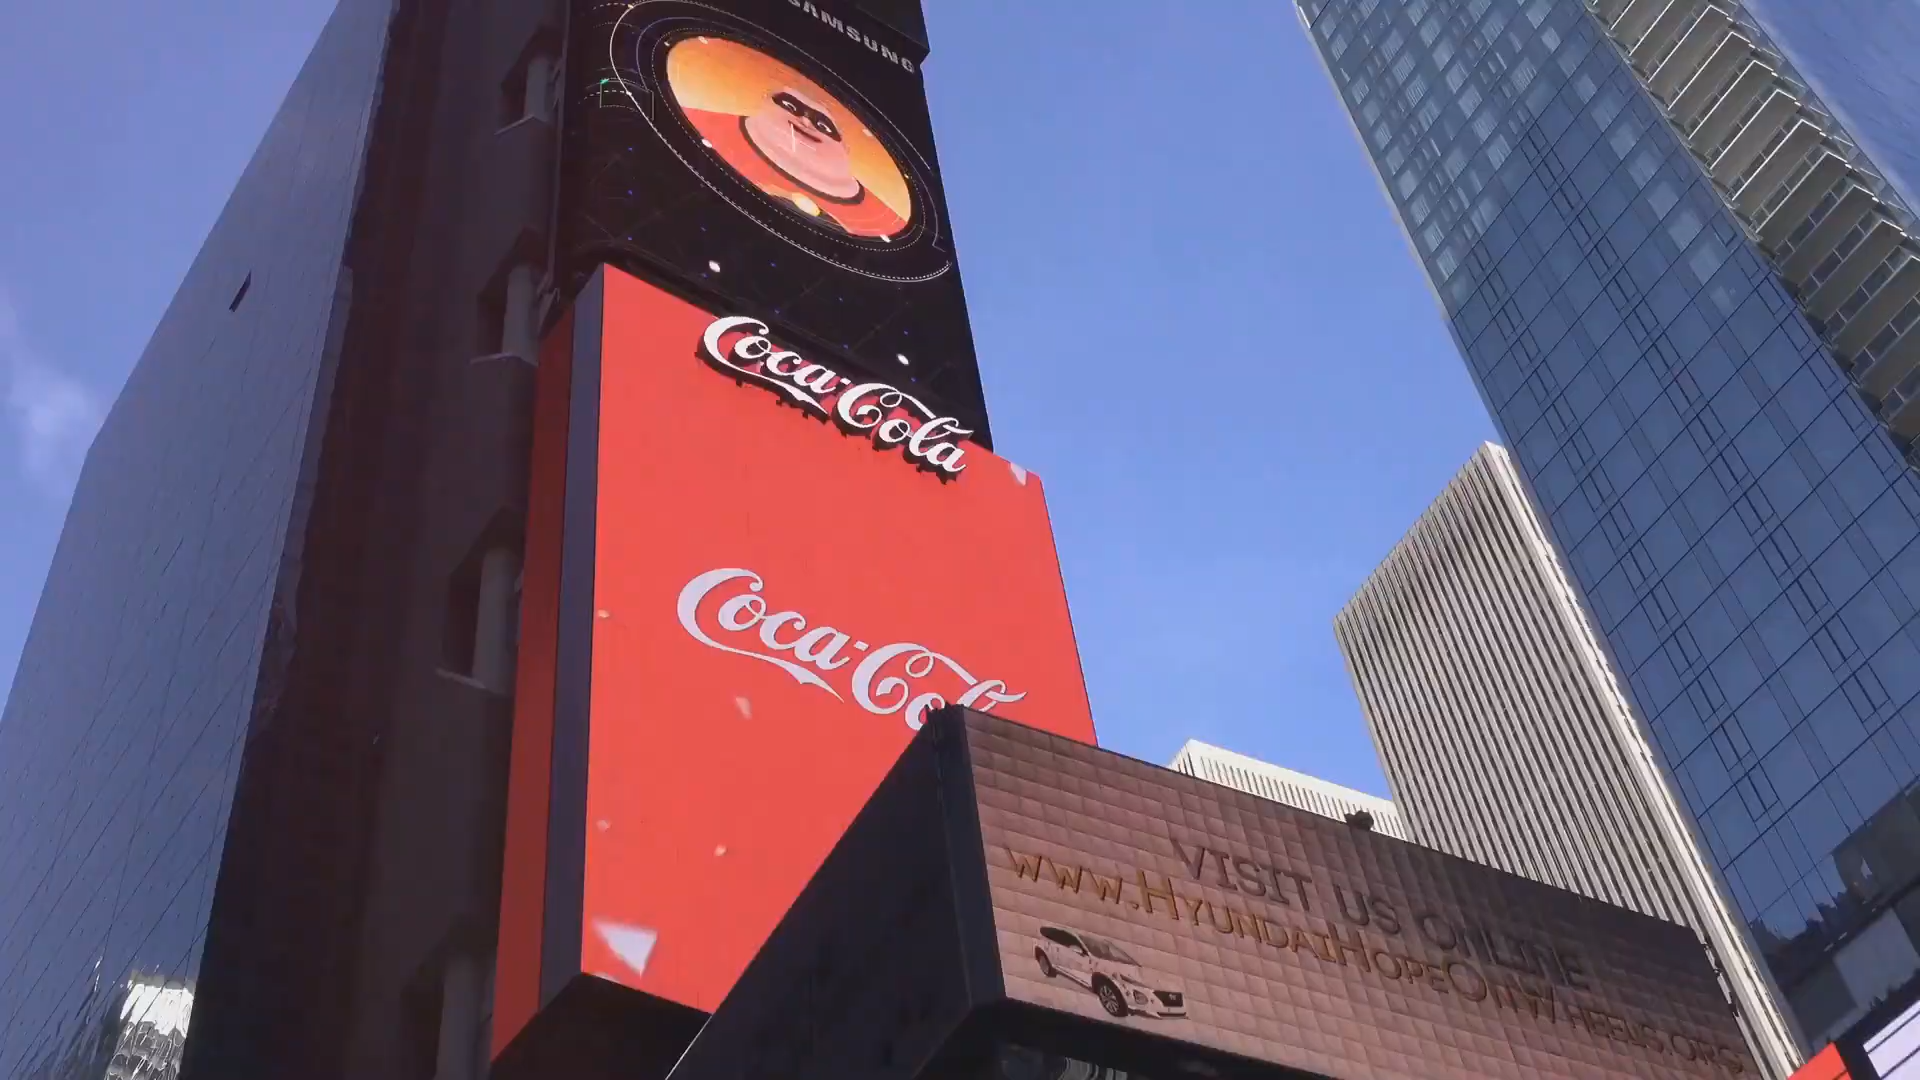 SAMSUNG
Coca-Cola
Coca-Cola
VISIT US ONLINE
www.HyundaiHopeOnWheels.org